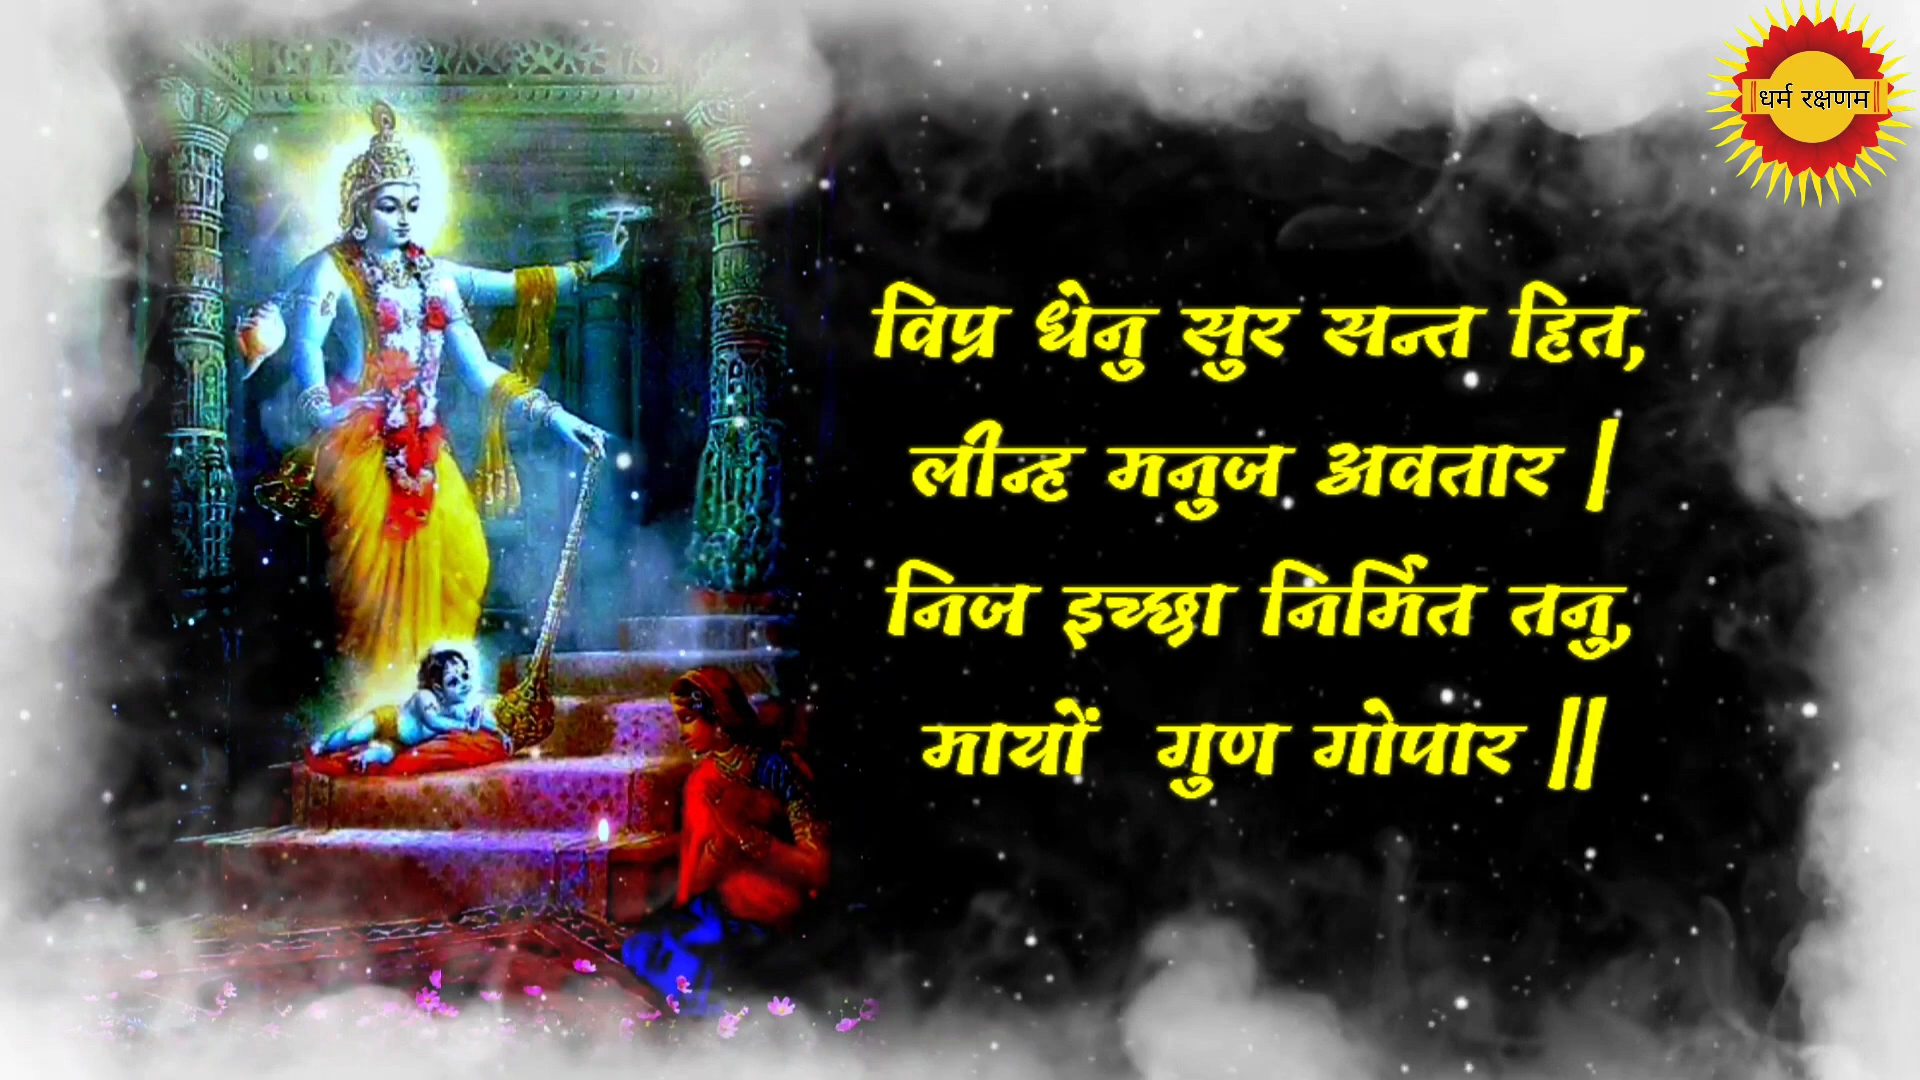 ॥धर्म रक्षणम॥
विप्र धेनु सुर सन्त हित,
लीन्ह मनुज अवतार |
निज इच्छा निर्मित तनु,
मायों गुण गोपार ||